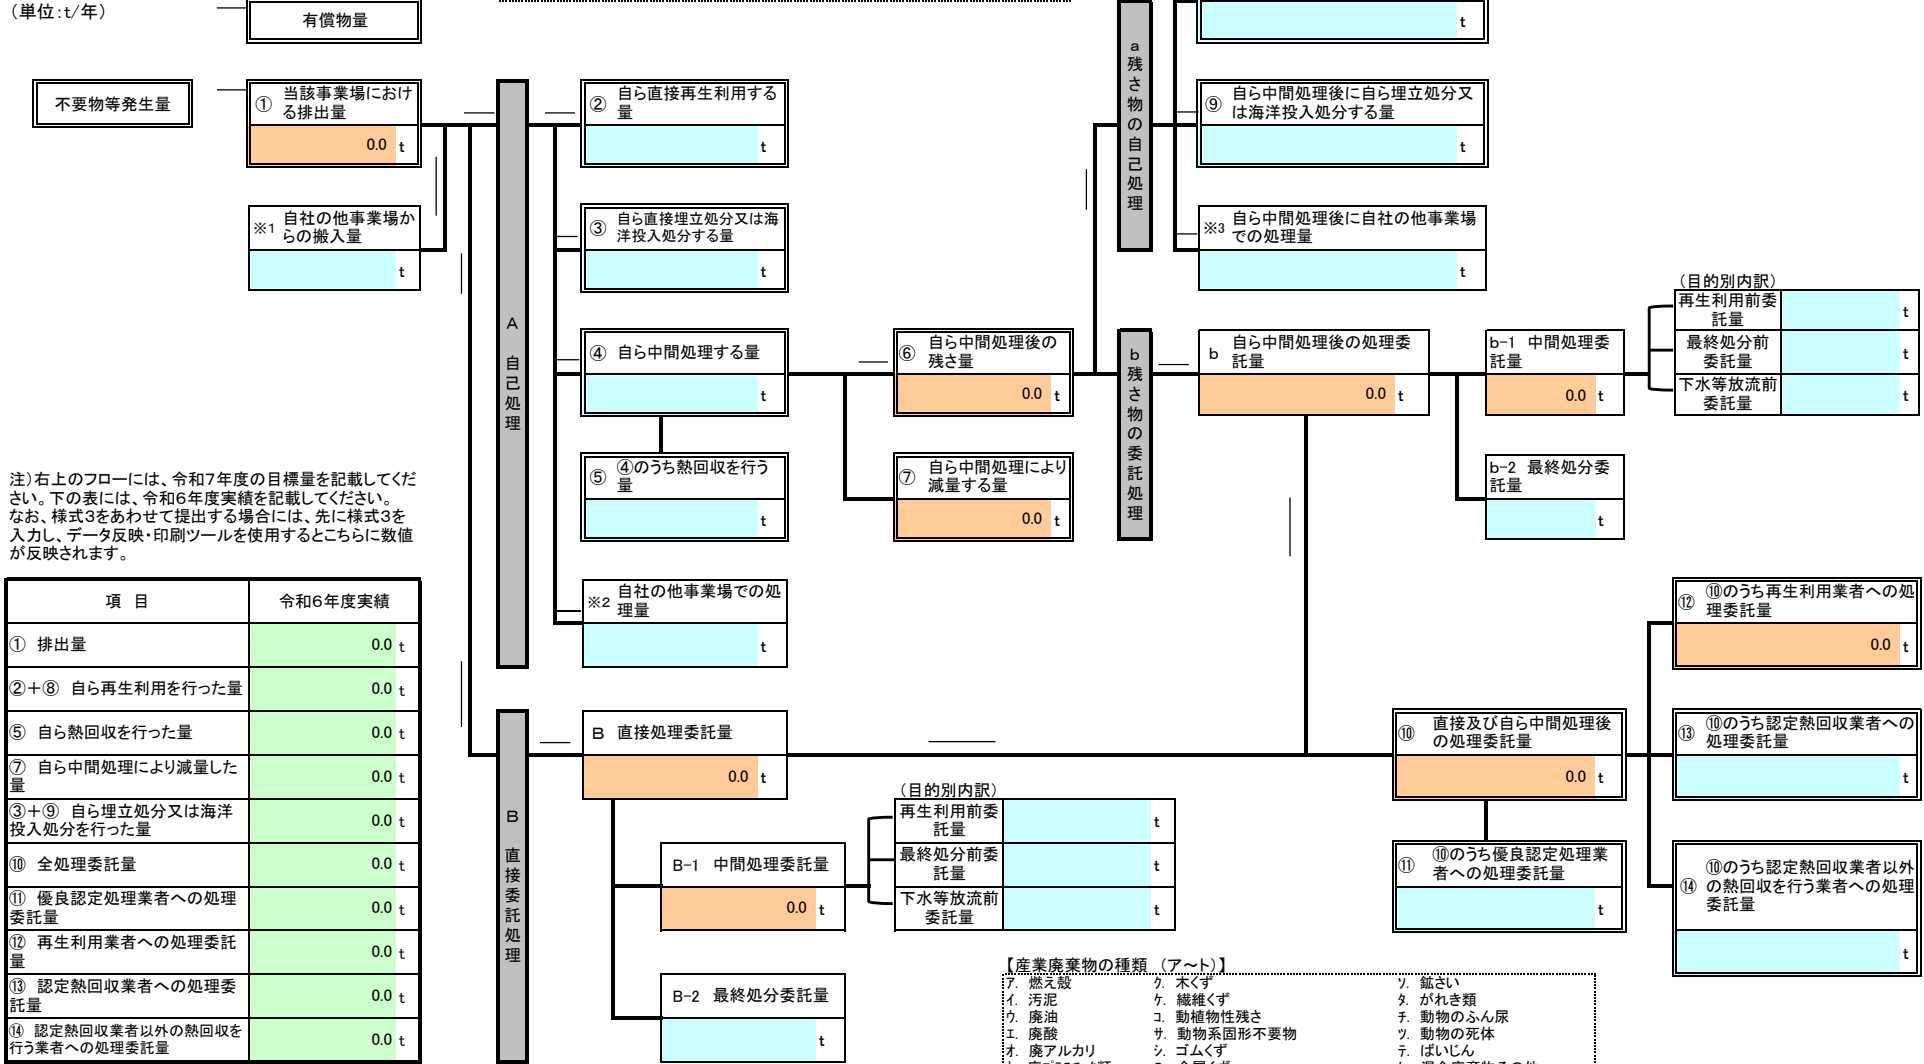 (単位:t/年)
有償物量
不要物等発生量
① 当該事業場におけ
る排出量
0.0 t
※1 自社の他事業場か
らの搬入量
t
A 自己処理
② 自ら直接再生利用する
量
t
③ 自ら直接埋立処分又は海
洋投入処分する量
t
④ 自ら中間処理する量
t
⑤ ④のうち熱回収を行う
量
t
※2 自社の他事業場での処
理量
t
⑥ 自ら中間処理後の
残さ量
0.0 t
⑦ 自ら中間処理により
減量する量
0.0 t
a 残さ物の自己処理
t
⑨ 自ら中間処理後に自ら埋立処分又
は海洋投入処分する量
t
※3 自ら中間処理後に自社の他事業場
での処理量
t
b 残さ物の委託処理
b 自ら中間処理後の処理委
託量
0.0 t
b-1 中間処理委
託量
0.0 t
(目的別内訳)
再生利用前委
託量
t
最終処分前
委託量
t
下水等放流前
委託量
t
b-2 最終処分委
託量
t
注)右上のフローには、令和7年度の目標量を記載してくだ
さい。下の表には、令和6年度実績を記載してください。
なお、様式3をあわせて提出する場合には、先に様式3を
入力し、データ反映・印刷ツールを使用するとこちらに数値
が反映されます。
項 目 令和6年度実績
① 排出量 0.0 t
②+⑧ 自ら再生利用を行った量 0.0 t
⑤ 自ら熱回収を行った量 0.0 t
⑦ 自ら中間処理により減量した
量 0.0 t
③+⑨ 自ら埋立処分又は海洋
投入処分を行った量 0.0 t
⑩ 全処理委託量 0.0 t
⑪ 優良認定処理業者への処理
委託量 0.0 t
⑫ 再生利用業者への処理委託
量 0.0 t
⑬ 認定熱回収業者への処理委
託量 0.0 t
⑭ 認定熱回収業者以外の熱回収を
行う業者への処理委託量 0.0 t
B 直接委託処理
B 直接処理委託量
0.0 t
B-1 中間処理委託量
0.0 t
(目的別内訳)
再生利用前委
託量
t
最終処分前委
託量
t
下水等放流前
委託量
t
B-2 最終処分委託量
t
⑩ 直接及び自ら中間処理後
の処理委託量
0.0 t
⑪ ⑩のうち優良認定処理業
者への処理委託量
t
⑫ ⑩のうち再生利用業者への処
理委託量
0.0 t
⑬ ⑩のうち認定熱回収業者への
処理委託量
t
⑭ ⑩のうち認定熱回収業者以外
の熱回収を行う業者への処理
委託量
t
【産業廃棄物の種類 (ア~ト)】
ア. 燃え殻 ク. 木くず ソ. 鉱さい
イ. 汚泥 ケ. 繊維くず タ. がれき類
ウ. 廃油 コ. 動植物性残さ チ. 動物のふん尿
エ. 廃酸 サ. 動物系固形不要物 ツ. 動物の死体
オ. 廃アルカリ シ. ゴムくず テ. ばいじん